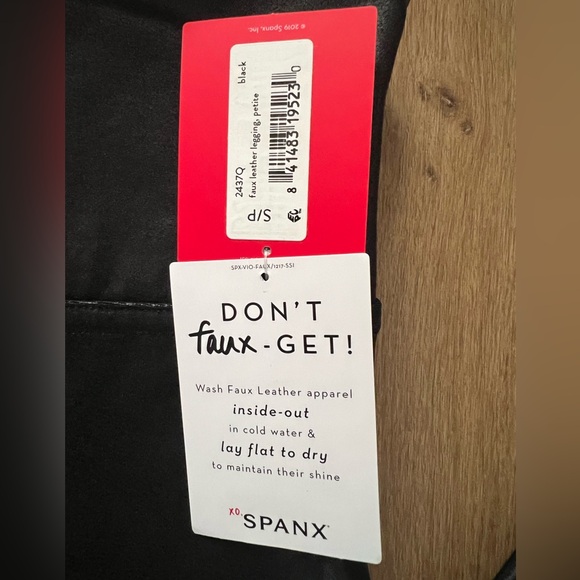 © 2019 Spanx, Inc.
2437Q black
faux leather legging, petite
8 41483 19523 0
S/P
SPX-VIO-FAUX/1217-SS1
DON'T
faux-GET!
Wash Faux Leather apparel
inside-out
in cold water &
lay flat to dry
to maintain their shine
xo,
SPANX